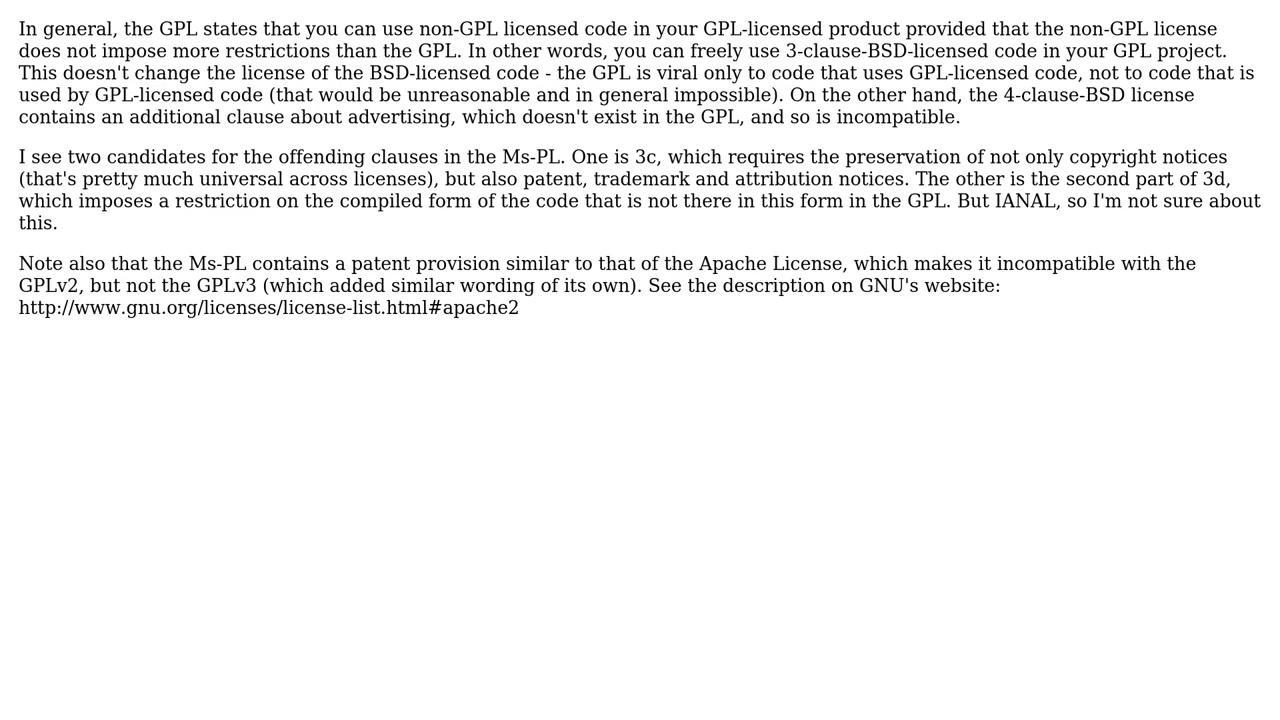 In general, the GPL states that you can use non-GPL licensed code in your GPL-licensed product provided that the non-GPL license
does not impose more restrictions than the GPL. In other words, you can freely use 3-clause-BSD-licensed code in your GPL project.
This doesn't change the license of the BSD-licensed code - the GPL is viral only to code that uses GPL-licensed code, not to code that is
used by GPL-licensed code (that would be unreasonable and in general impossible). On the other hand, the 4-clause-BSD license
contains an additional clause about advertising, which doesn't exist in the GPL, and so is incompatible.
I see two candidates for the offending clauses in the Ms-PL. One is 3c, which requires the preservation of not only copyright notices
(that's pretty much universal across licenses), but also patent, trademark and attribution notices. The other is the second part of 3d,
which imposes a restriction on the compiled form of the code that is not there in this form in the GPL. But IANAL, so I'm not sure about
this.
Note also that the Ms-PL contains a patent provision similar to that of the Apache License, which makes it incompatible with the
GPLv2, but not the GPLv3 (which added similar wording of its own). See the description on GNU's website:
http://www.gnu.org/licenses/license-list.html#apache2